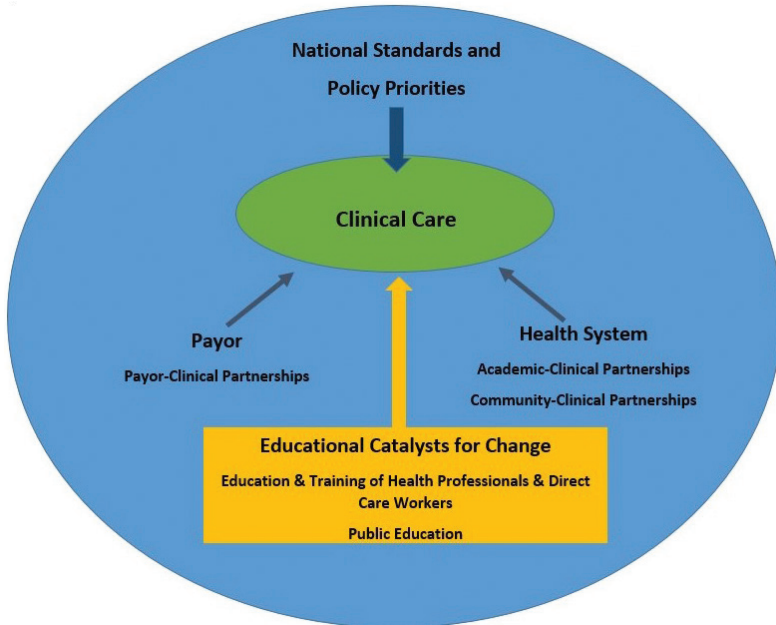 National Standards and
Policy Priorities
Clinical Care
Payor
Payor-Clinical Partnerships
Health System
Academic-Clinical Partnerships
Community-Clinical Partnerships
Educational Catalysts for Change
Education & Training of Health Professionals & Direct
Care Workers
Public Education